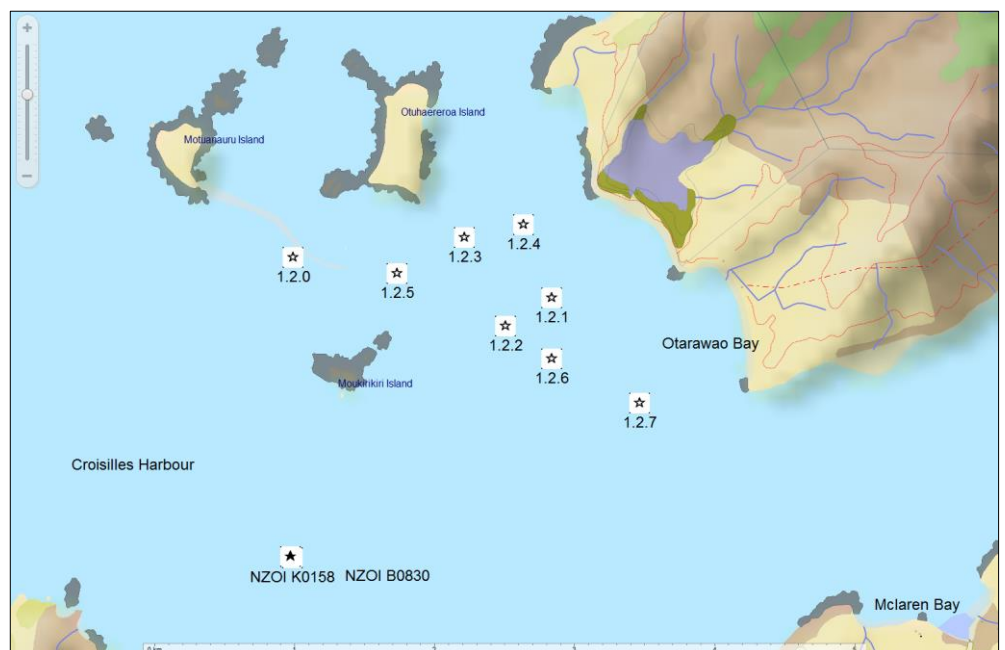 Otuhaereroa Island
Motuanauru Island
1.2.4
1.2.3
1.2.0
1.2.5
1.2.1
1.2.2
Otarawao Bay
1.2.6
Moukirikiri Island
1.2.7
Croisilles Harbour
NZOI K0158 NZOI B0830
Mclaren Bay